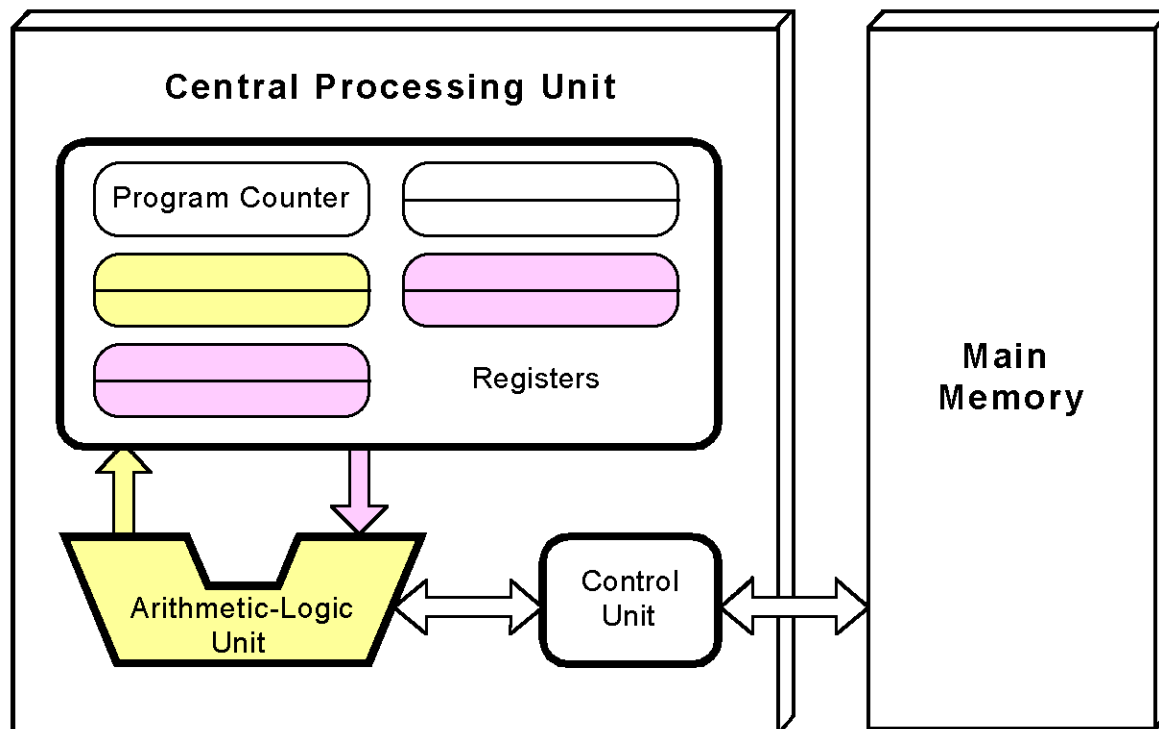 Central Processing Unit
Program Counter
Registers
Main
Memory
Arithmetic-Logic
Unit
Control
Unit